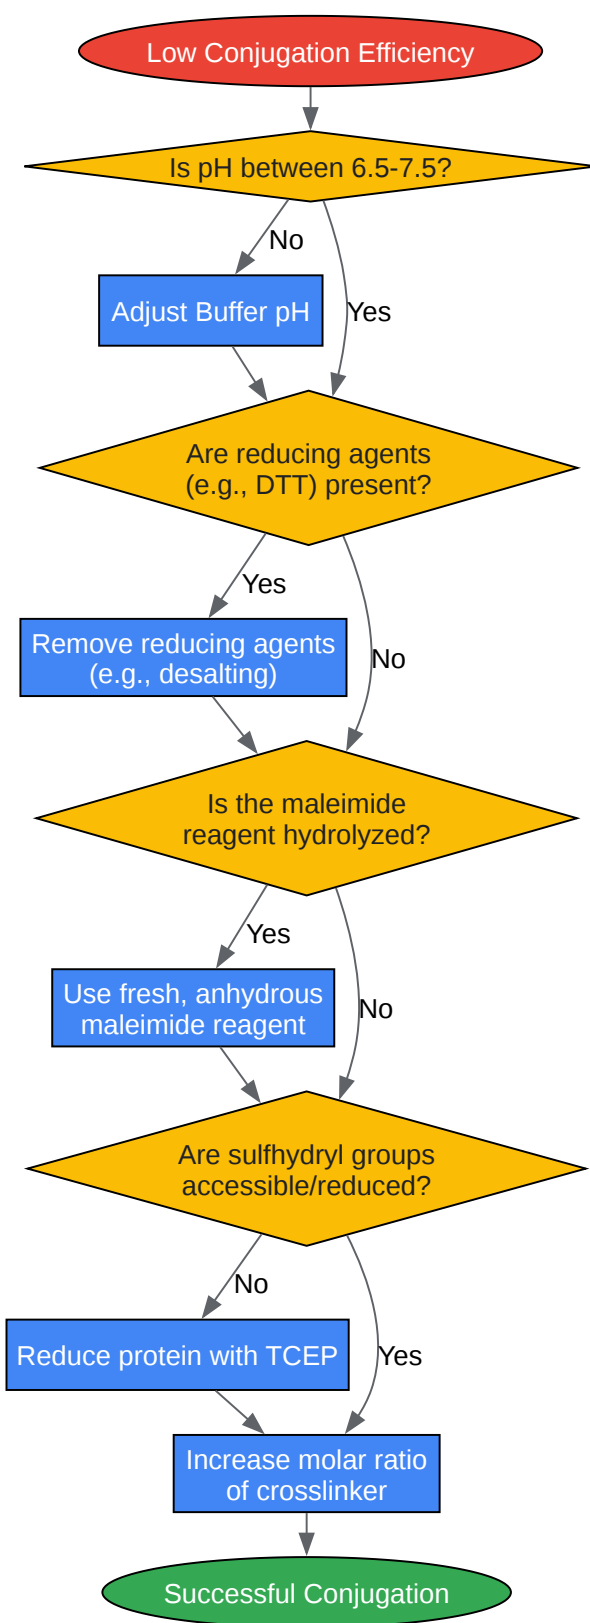 Low Conjugation Efficiency
Is pH between 6.5-7.5?
No
Adjust Buffer pH
Yes
Are reducing agents
(e.g., DTT) present?
Yes
Remove reducing agents
(e.g., desalting)
No
Is the maleimide
reagent hydrolyzed?
Yes
Use fresh, anhydrous
maleimide reagent
No
Are sulfhydryl groups
accessible/reduced?
No
Reduce protein with TCEP
Yes
Increase molar ratio
of crosslinker
Successful Conjugation